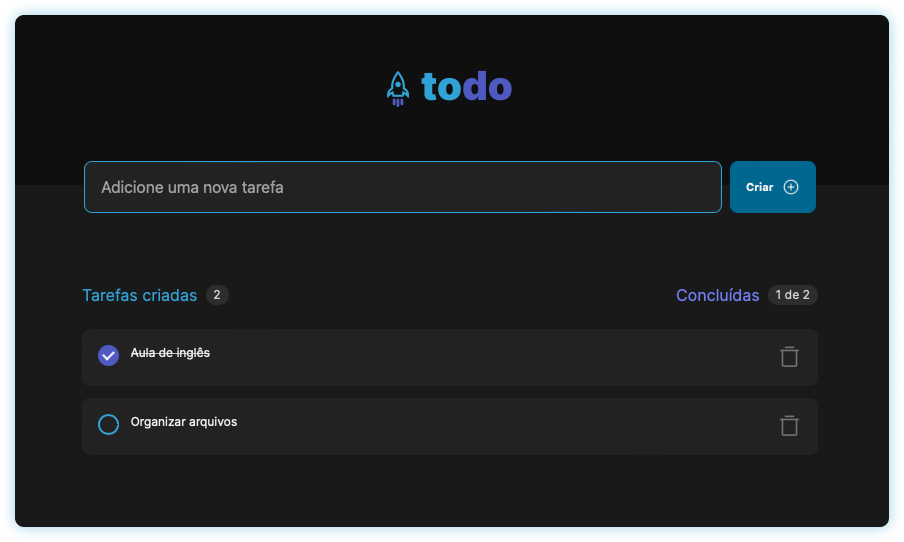 todo
Adicione uma nova tarefa
Criar
Tarefas criadas 2
Concluídas 1 de 2
Aula de inglês
Organizar arquivos